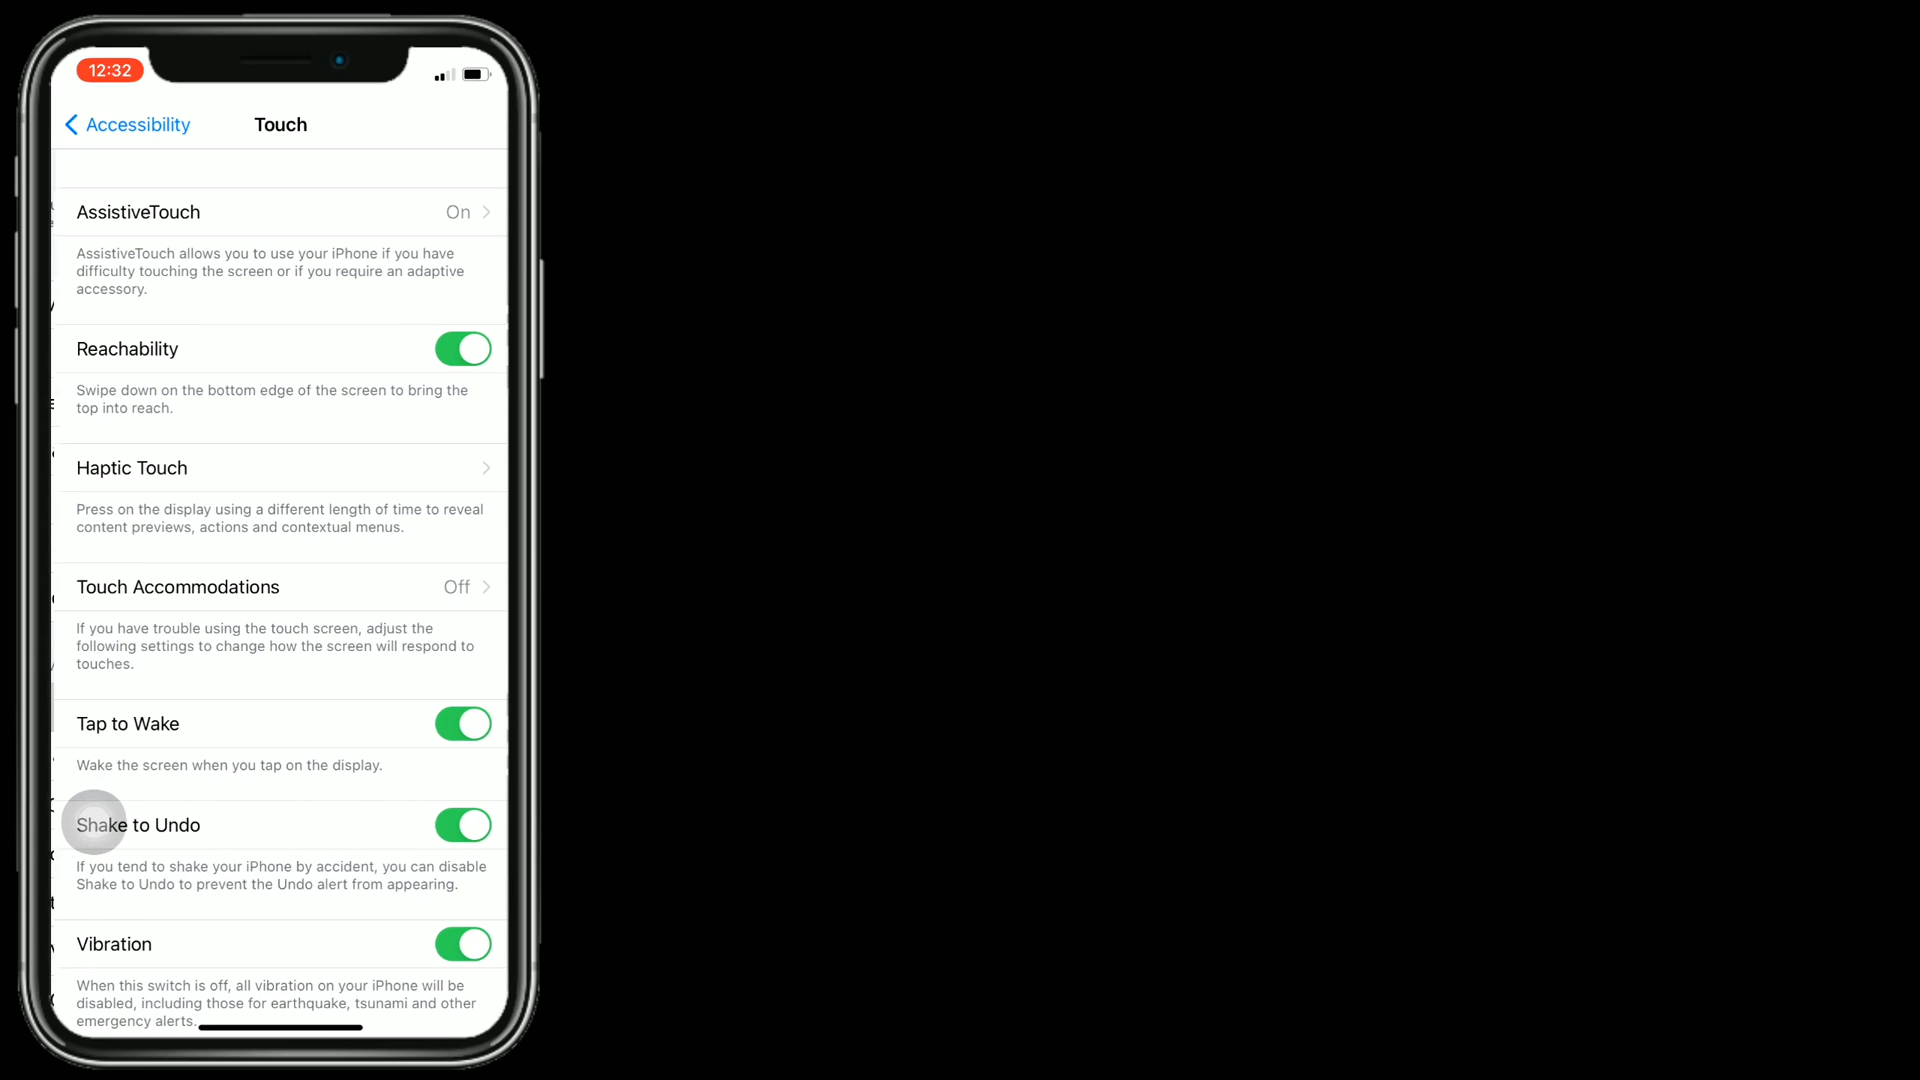 12:32
Accessibility
Touch
AssistiveTouch
On
AssistiveTouch allows you to use your iPhone if you have
difficulty touching the screen or if you require an adaptive
accessory.
Reachability
Swipe down on the bottom edge of the screen to bring the
top into reach.
Haptic Touch
Press on the display using a different length of time to reveal
content previews, actions and contextual menus.
Touch Accommodations
Off
If you have trouble using the touch screen, adjust the
following settings to change how the screen will respond to
touches.
Tap to Wake
Wake the screen when you tap on the display.
Shake to Undo
If you tend to shake your iPhone by accident, you can disable
Shake to Undo to prevent the Undo alert from appearing.
Vibration
When this switch is off, all vibration on your iPhone will be
disabled, including those for earthquake, tsunami and other
emergency alerts.